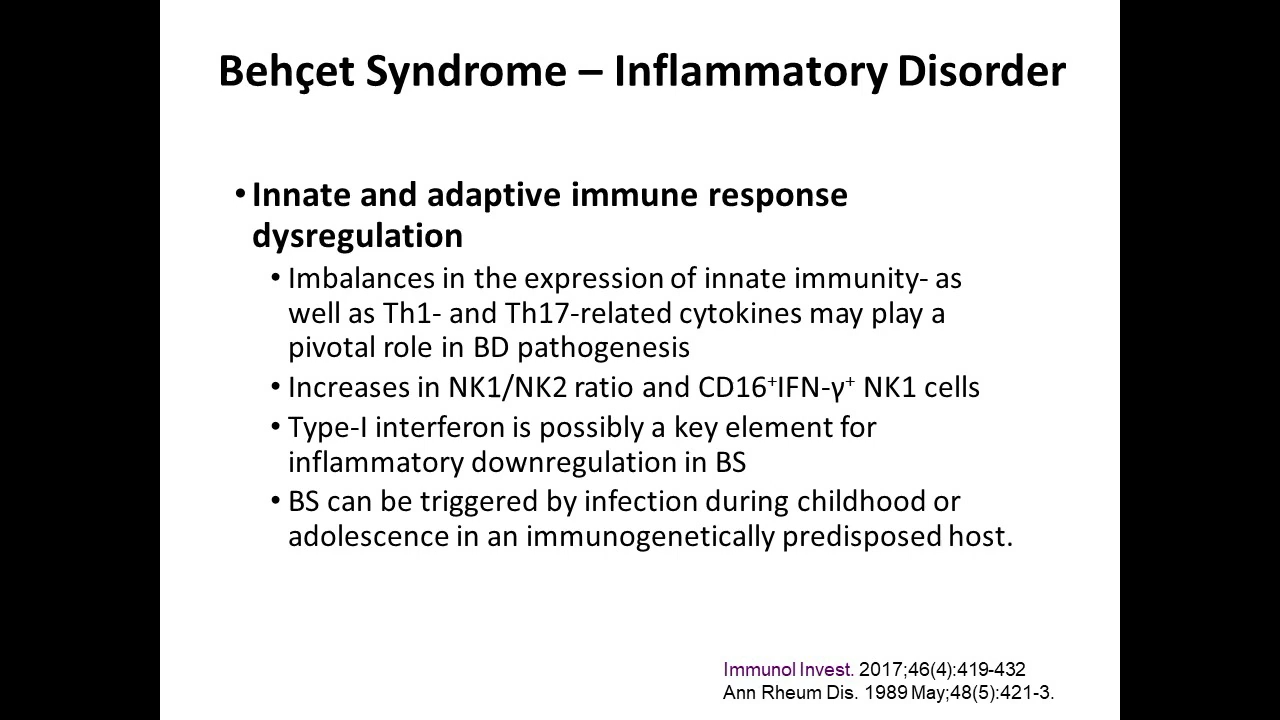 Behçet Syndrome – Inflammatory Disorder
• Innate and adaptive immune response
dysregulation
• Imbalances in the expression of innate immunity- as
well as Th1- and Th17-related cytokines may play a
pivotal role in BD pathogenesis
• Increases in NK1/NK2 ratio and CD16⁺IFN-γ⁺ NK1 cells
• Type-I interferon is possibly a key element for
inflammatory downregulation in BS
• BS can be triggered by infection during childhood or
adolescence in an immunogenetically predisposed host.
Immunol Invest. 2017;46(4):419-432
Ann Rheum Dis. 1989 May;48(5):421-3.